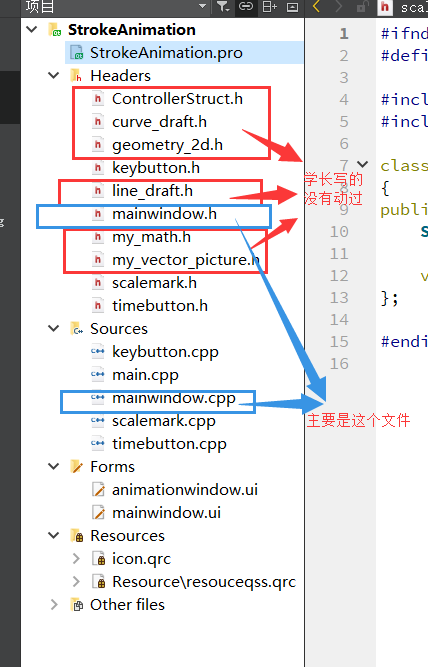 项目
scal
StrokeAnimation
StrokeAnimation.pro
Headers
ControllerStruct.h
curve_draft.h
geometry_2d.h
keybutton.h
line_draft.h
mainwindow.h
my_math.h
my_vector_picture.h
scalemark.h
timebutton.h
Sources
keybutton.cpp
main.cpp
mainwindow.cpp
scalemark.cpp
timebutton.cpp
Forms
animationwindow.ui
mainwindow.ui
Resources
icon.qrc
Resource\resouceqss.qrc
Other files
g
1 #ifnd
2 #defi
3
4 #incl
5 #incl
6
7 class
8 {
9 publi
10 S
11
12 v
13 };
14
15 #endi
16
学长写的
没有动过
主要是这个文件